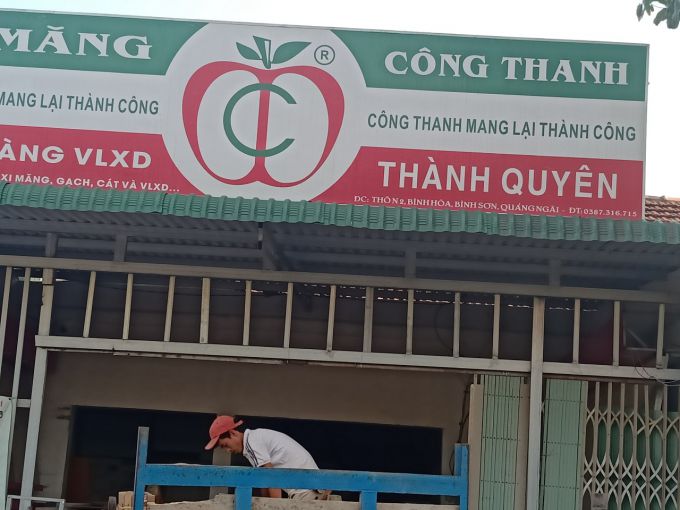 MĂNG
MANG LẠI THÀNH CÔNG
ÀNG VLXD
XI MĂNG, GẠCH, CÁT VÀ VLXD...
C
®
CÔNG THANH
CÔNG THANH MANG LẠI THÀNH CÔNG
THÀNH QUYÊN
ĐC: THÔN 2, BÌNH HÒA, BÌNH SƠN, QUẢNG NGÃI - ĐT: 0387.316.715